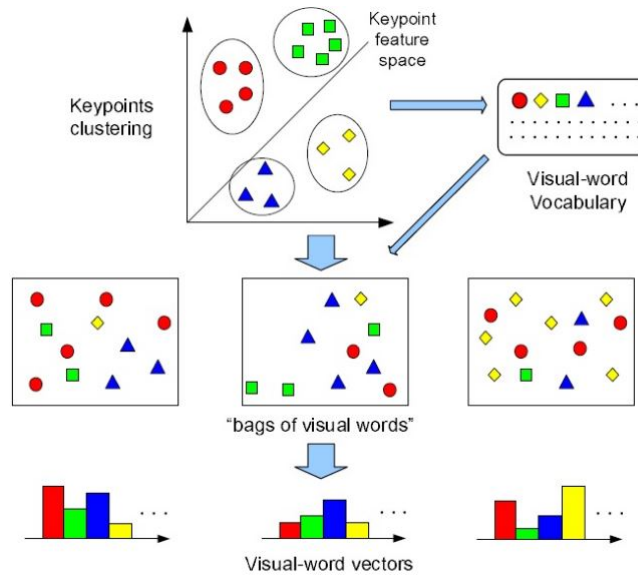 Keypoint
feature
space
Keypoints
clustering
. . . .
Visual-word
Vocabulary
“bags of visual words”
. . .
. . .
. . .
Visual-word vectors